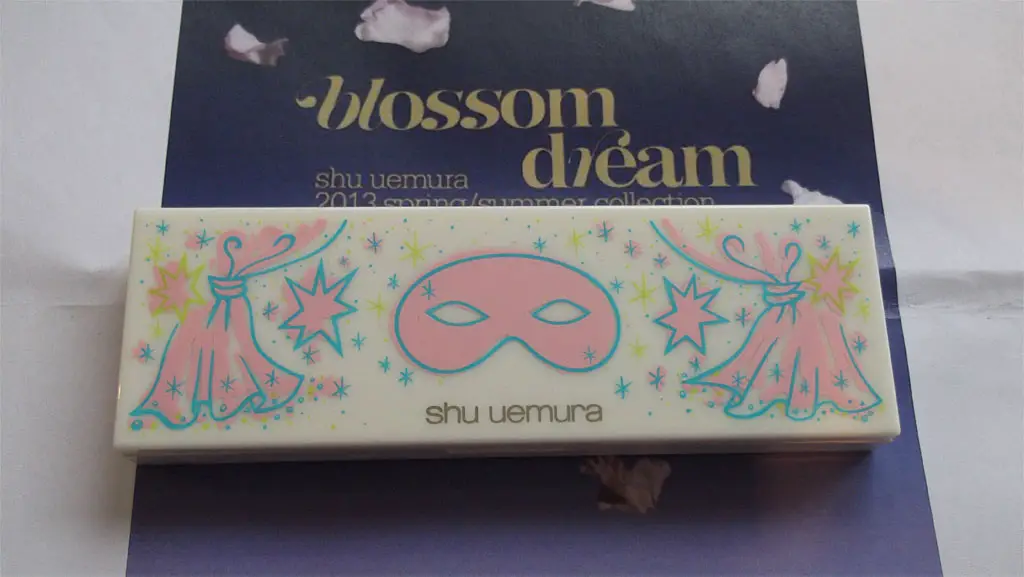 blossom
dream
shu uemura
2013 spring/summer collection
shu uemura